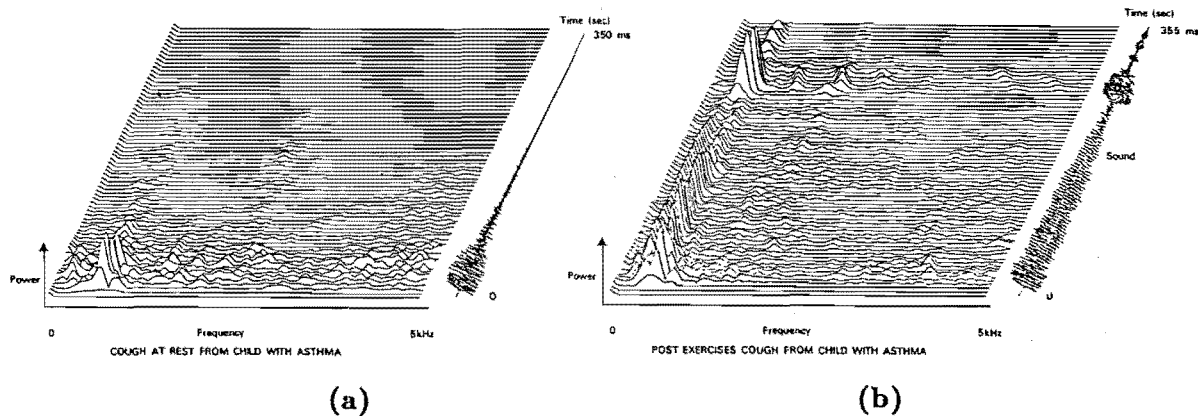 Time (sec)
350 ms
Power
0
0
Frequency
5kHz
COUGH AT REST FROM CHILD WITH ASTHMA
(a)
Time (sec)
355 ms
Sound
Power
0
0
Frequency
5kHz
POST EXERCISES COUGH FROM CHILD WITH ASTHMA
(b)